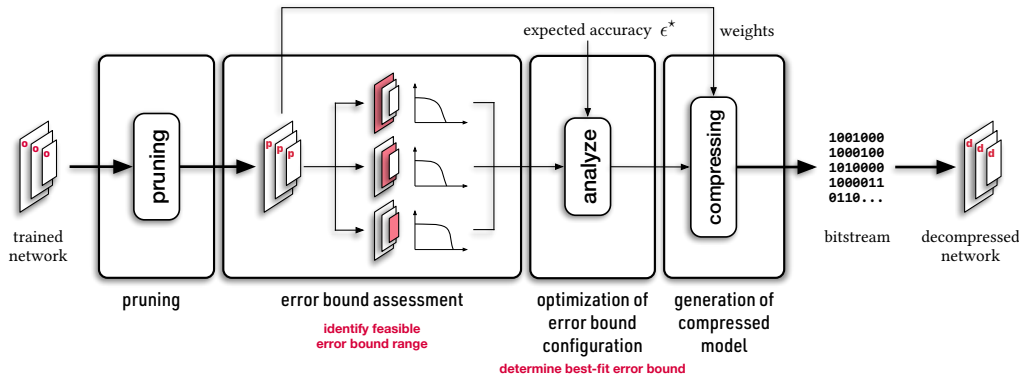 expected accuracy ϵ*
weights
o o o
pruning
p p p
analyze
compressing
1001000
1000100
1010000
1000011
0110...
d d d
trained
network
bitstream
decompressed
network
pruning
error bound assessment
identify feasible
error bound range
optimization of
error bound
configuration
determine best-fit error bound
generation of
compressed
model